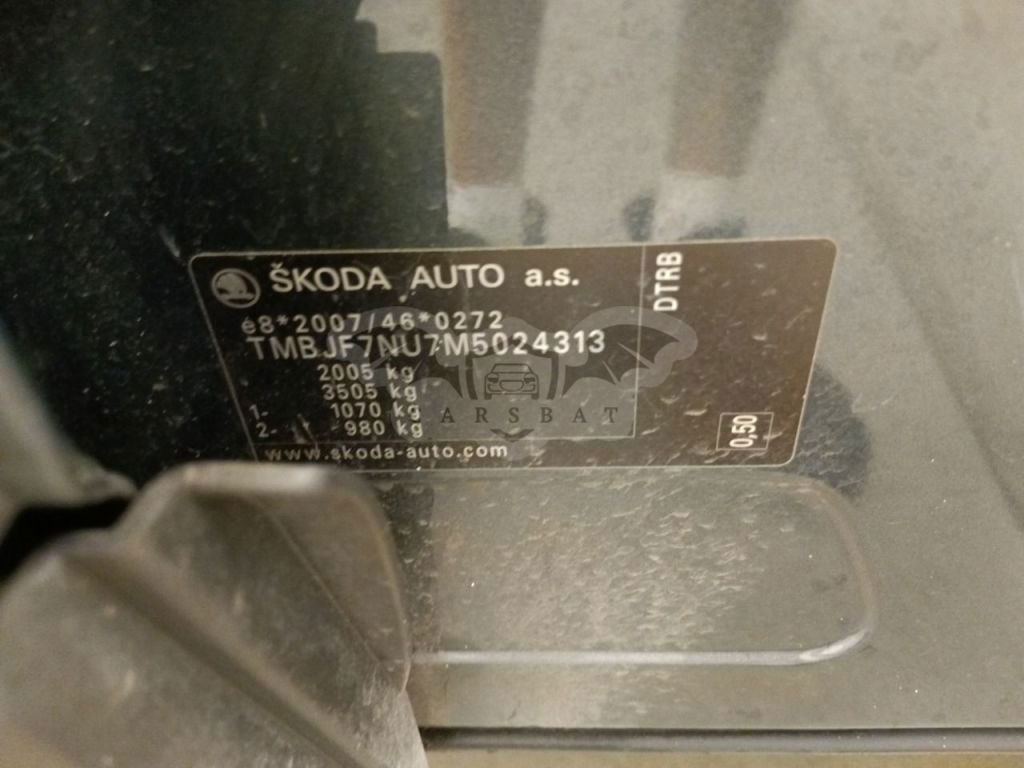 ŠKODA AUTO a.s.
e8*2007/46*0272
TMBJF7NU7M5024313
2005 kg
3505 kg
1- 1070 kg
2- 980 kg
www.skoda-auto.com
DTRB
0,50
ARSBAT